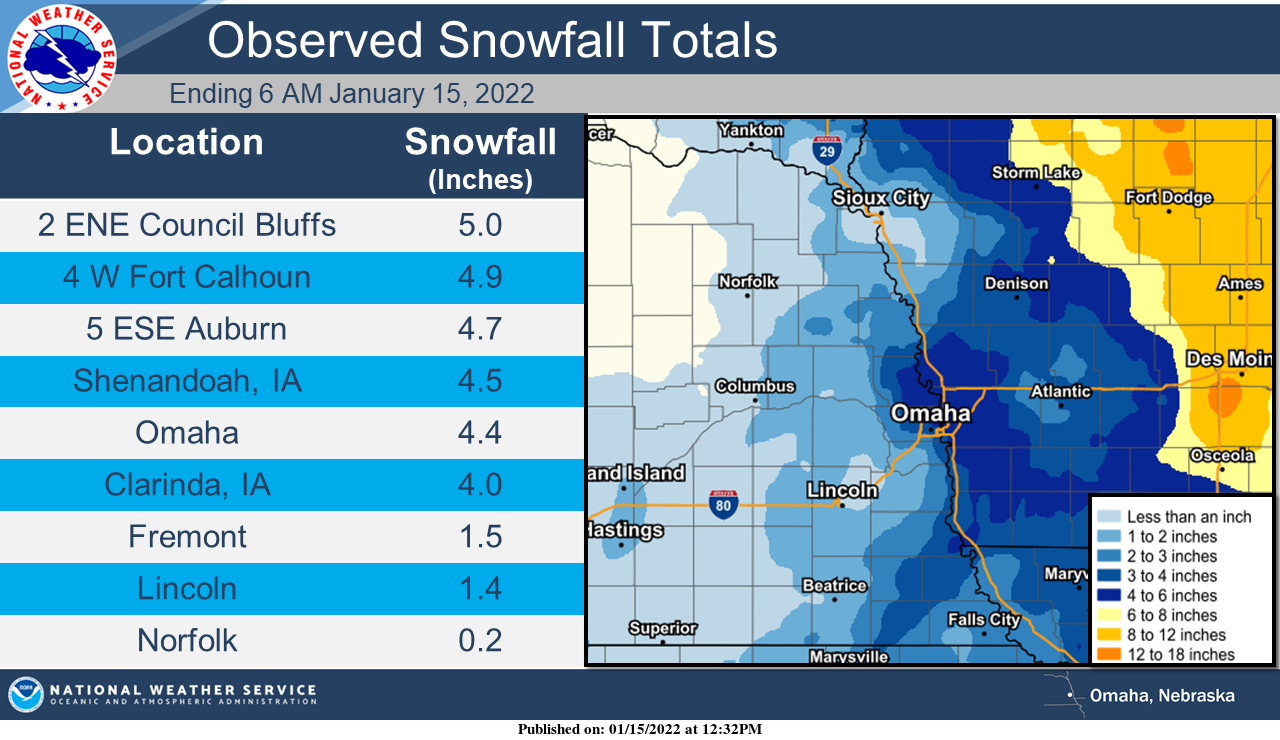 NATIONAL WEATHER SERVICE
Observed Snowfall Totals
Ending 6 AM January 15, 2022
Location Snowfall
(Inches)
2 ENE Council Bluffs 5.0
4 W Fort Calhoun 4.9
5 ESE Auburn 4.7
Shenandoah, IA 4.5
Omaha 4.4
Clarinda, IA 4.0
Fremont 1.5
Lincoln 1.4
Norfolk 0.2
cer
Yankton
29
Storm Lake
Sioux City
Fort Dodge
Norfolk
Denison
Ames
Des Moin
Columbus
Atlantic
Omaha
Osceola
and Island
Lincoln
80
Hastings
Maryv
Beatrice
Falls City
Superior
Marysville
Less than an inch
1 to 2 inches
2 to 3 inches
3 to 4 inches
4 to 6 inches
6 to 8 inches
8 to 12 inches
12 to 18 inches
NATIONAL WEATHER SERVICE
OCEANIC AND ATMOSPHERIC ADMINISTRATION
Omaha, Nebraska
Published on: 01/15/2022 at 12:32PM